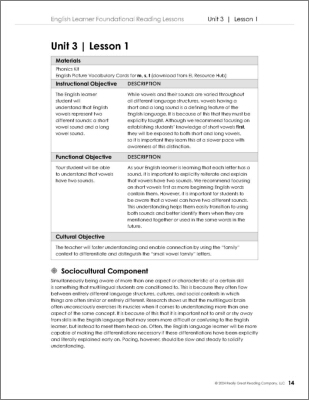 English Learner Foundational Reading Lessons
Unit 3 | Lesson 1
Unit 3 | Lesson 1
Materials
Phonics Kit
English Picture Vocabulary Cards for m, s, f (download from EL Resource Hub)
Instructional Objective
DESCRIPTION
The English learner
student will
understand that English
vowels represent two
different sounds: a short
vowel sound and a long
vowel sound.
While vowels and their sounds are varied throughout
all different language structures, vowels having a
short and a long sound is a defining feature of the
English language. It is because of this that they must be
explicitly taught. Although we recommend focusing on
establishing students' knowledge of short vowels first,
they will be exposed to both short and long vowels,
so it is important they learn this at a slower pace with
awareness of this distinction.
Functional Objective
DESCRIPTION
Your student will be able
to understand that vowels
have two sounds.
As your English learner is learning that each letter has a
sound, it is important to explicitly reiterate and explain
that vowels have two sounds. We recommend focusing
on short vowels first as more beginning English words
contain them. However, it is important for students to
be aware that a vowel can have two different sounds.
This understanding helps them easily transition to using
both sounds and better identify them when they are
mentioned together or used in the same words in the
future.
Cultural Objective
The teacher will foster understanding and enable connection by using the "family"
context to differentiate and distinguish the "small vowel family" letters.
Sociocultural Component
Simultaneously being aware of more than one aspect or characteristic of a certain skill
is something that multilingual students are conditioned to. This is because they often flow
between entirely different language structures, cultures, and social contexts in which
things are often similar or entirely different. Research shows us that the multilingual brain
often unconsciously exercises its muscles when it comes to understanding more than one
aspect of the same concept. It is because of this that it is important not to omit or shy away
from skills in the English language that may seem more difficult or confusing to the English
learner, but instead to meet them head on. Often, the English language learner will be more
capable of making the differentiations necessary if these differentiations have been explicitly
and literally explained early on. Pacing, however, should be slow and steady to solidify
understanding.
© 2024 Really Great Reading Company, LLC 14